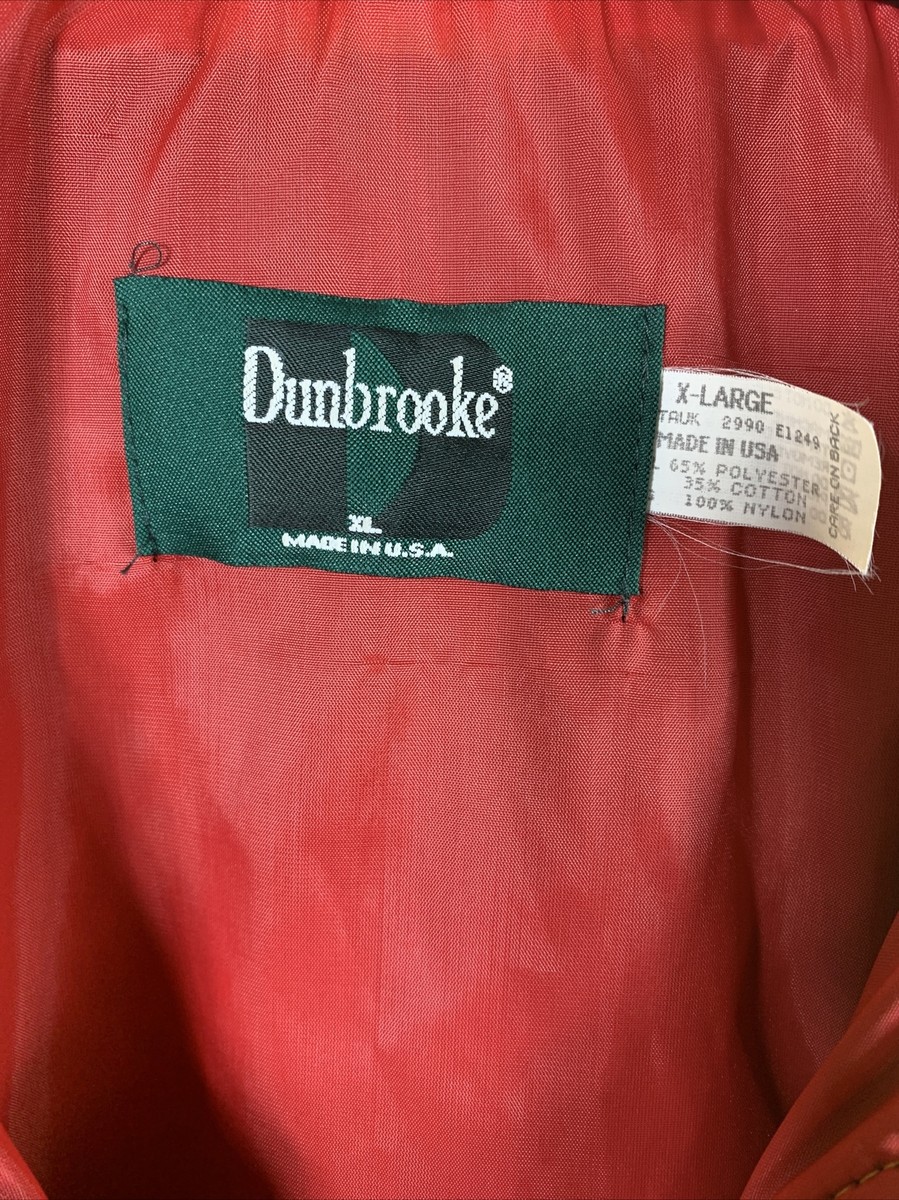 Dunbrooke®
XL
MADE IN U.S.A.
X-LARGE
TAUK 2990 E1249
MADE IN USA
65% POLYESTER
35% COTTON
100% NYLON
CARE ON BACK